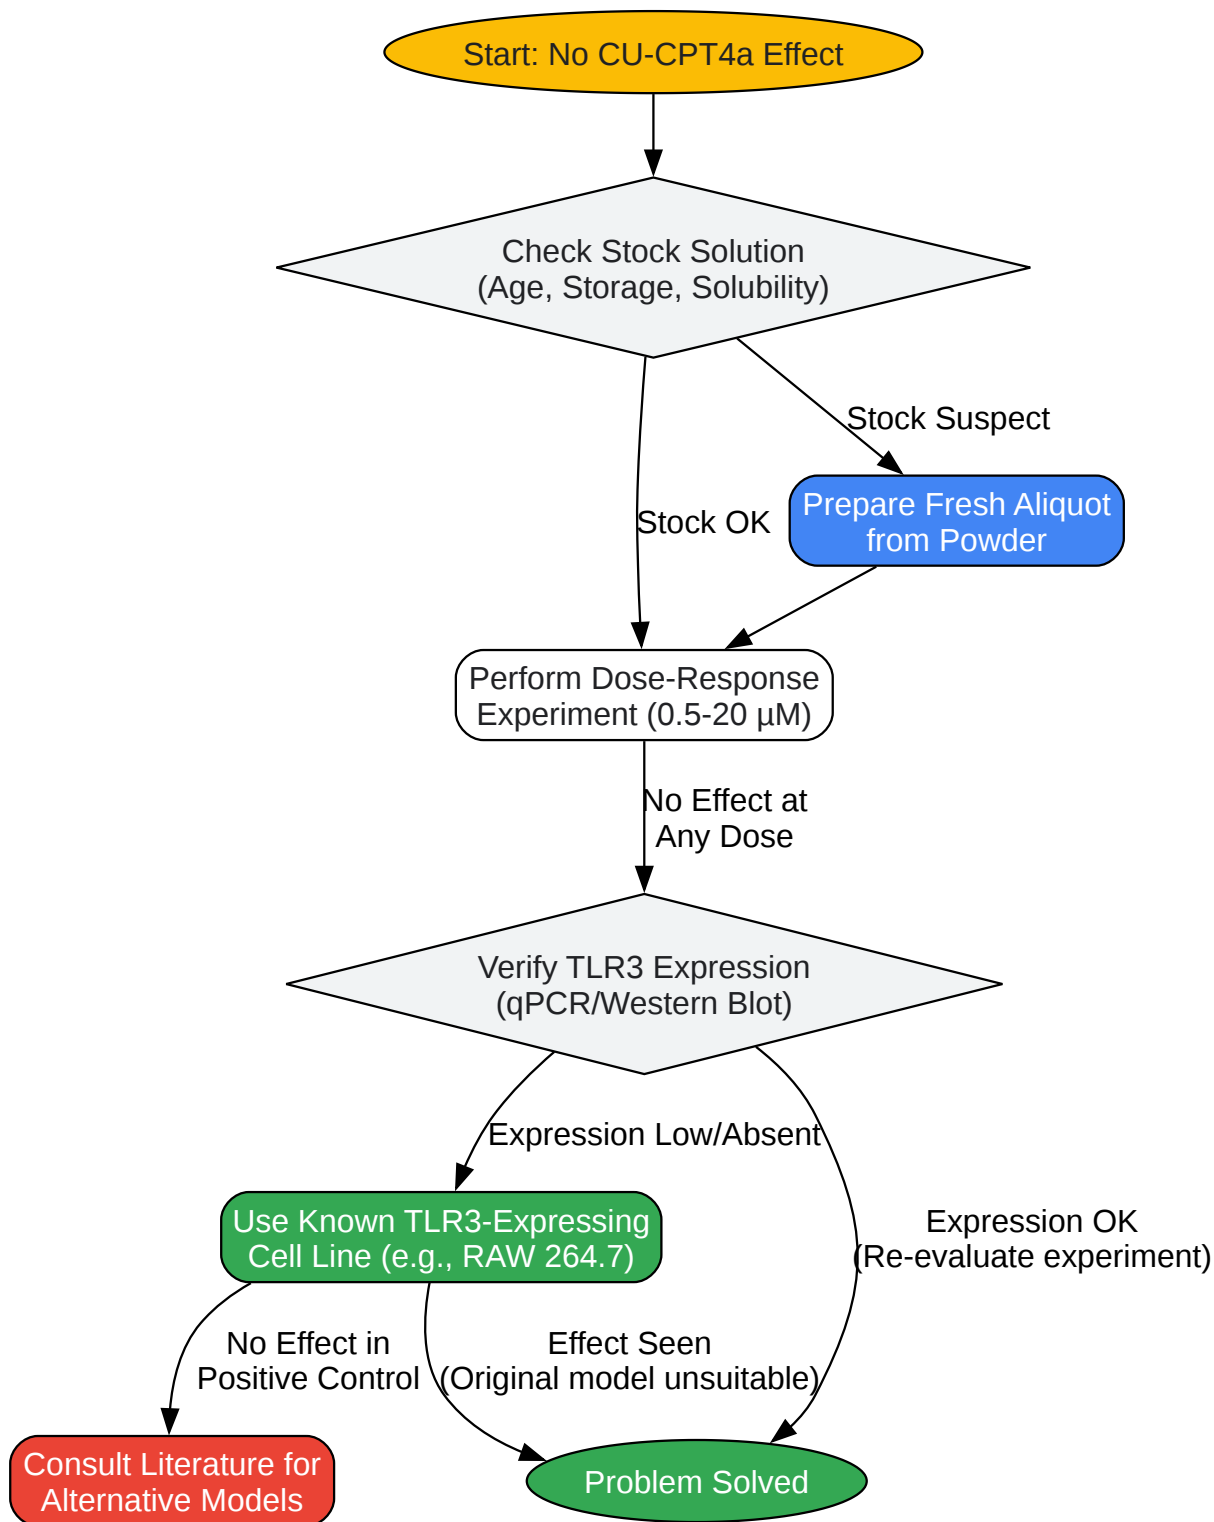 Start: No CU-CPT4a Effect
Check Stock Solution
(Age, Storage, Solubility)
Stock Suspect
Stock OK
Prepare Fresh Aliquot
from Powder
Perform Dose-Response
Experiment (0.5-20 µM)
No Effect at
Any Dose
Verify TLR3 Expression
(qPCR/Western Blot)
Expression Low/Absent
Expression OK
(Re-evaluate experiment)
Use Known TLR3-Expressing
Cell Line (e.g., RAW 264.7)
No Effect in
Positive Control
Effect Seen
(Original model unsuitable)
Consult Literature for
Alternative Models
Problem Solved